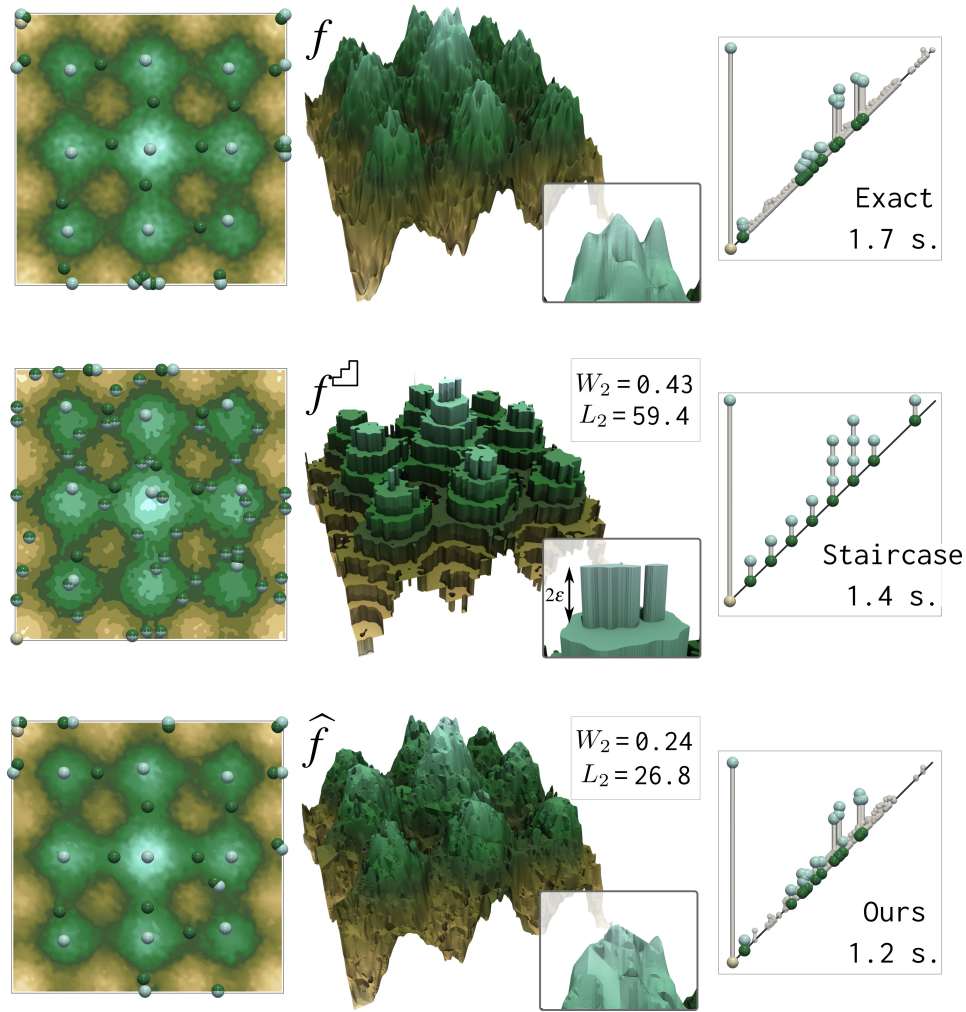 f
Exact
1.7 s.
f
W₂ = 0.43
L₂ = 59.4
2ε
Staircase
1.4 s.
f̂
W₂ = 0.24
L₂ = 26.8
Ours
1.2 s.